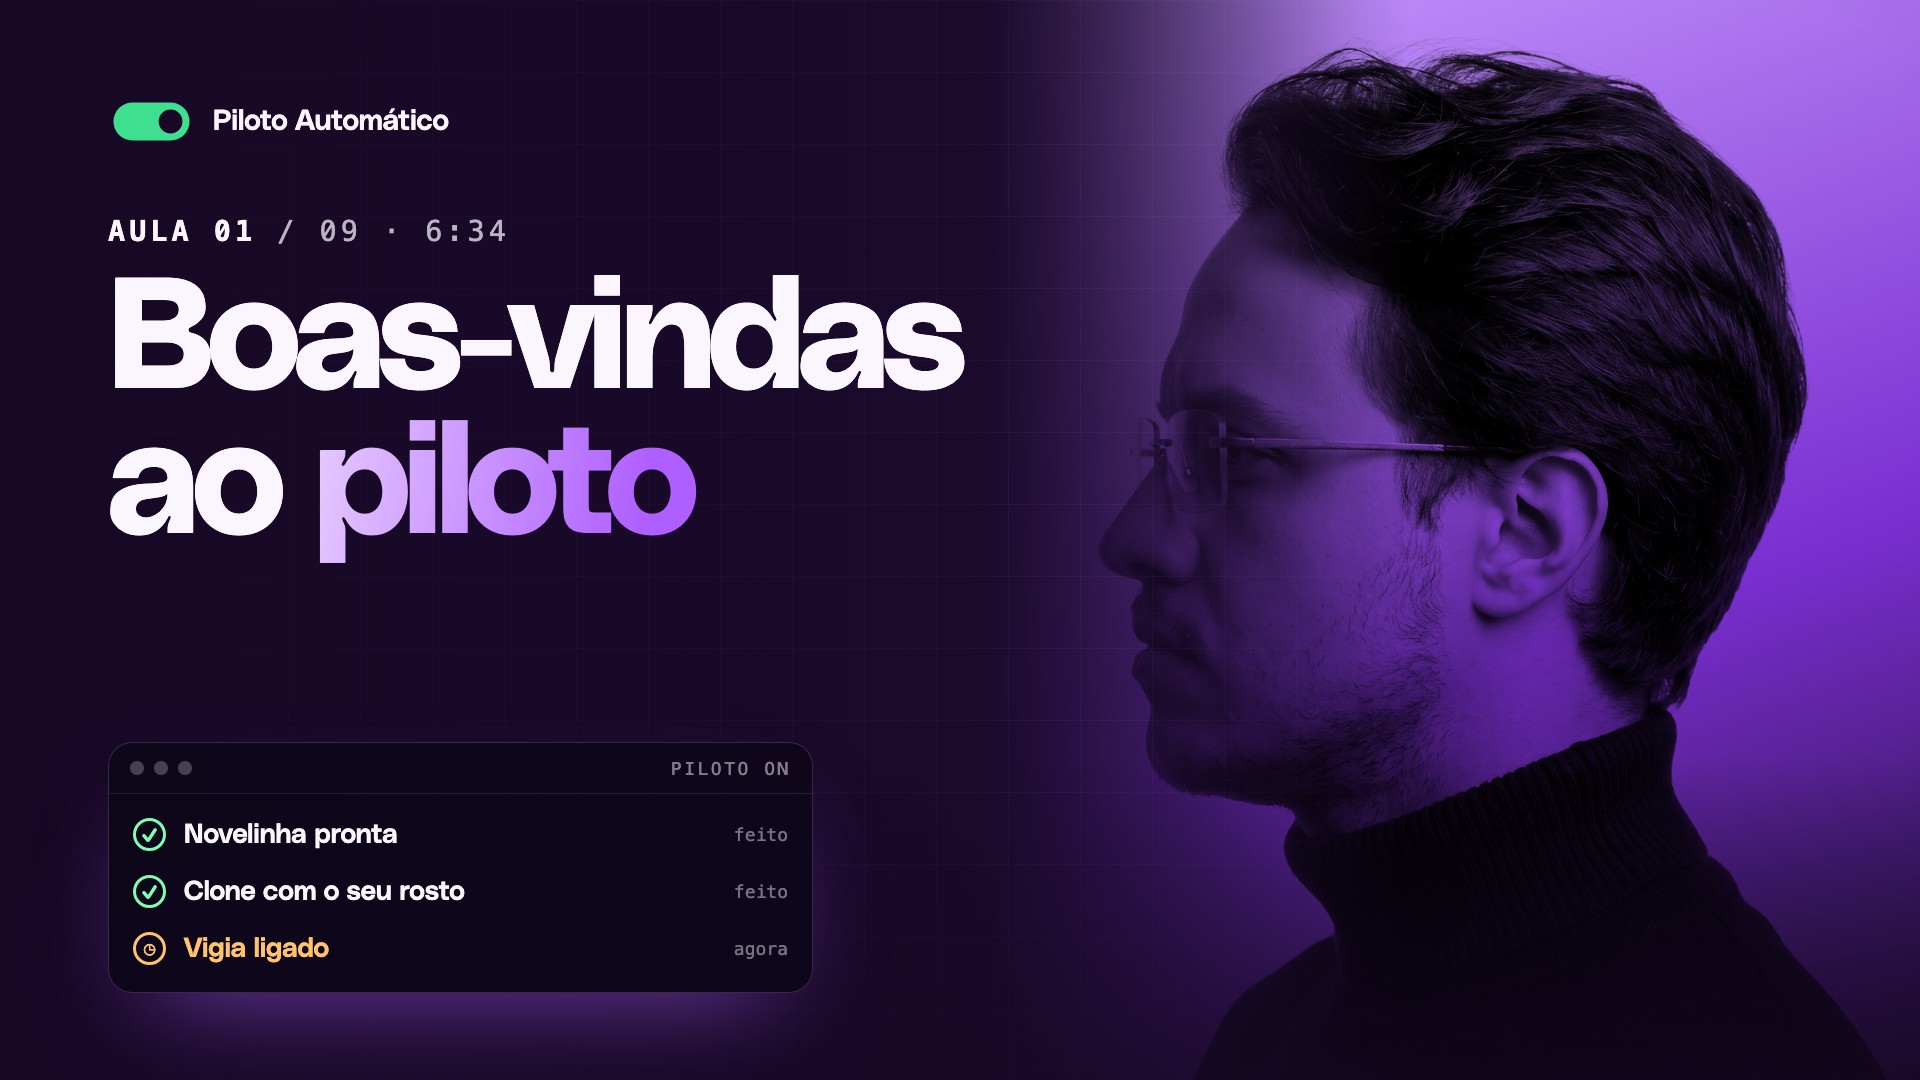 Piloto Automático
AULA 01 / 09 · 6:34
Boas-vindas
ao piloto
PILOTO ON
Novelinha pronta feito
Clone com o seu rosto feito
Vigia ligado agora